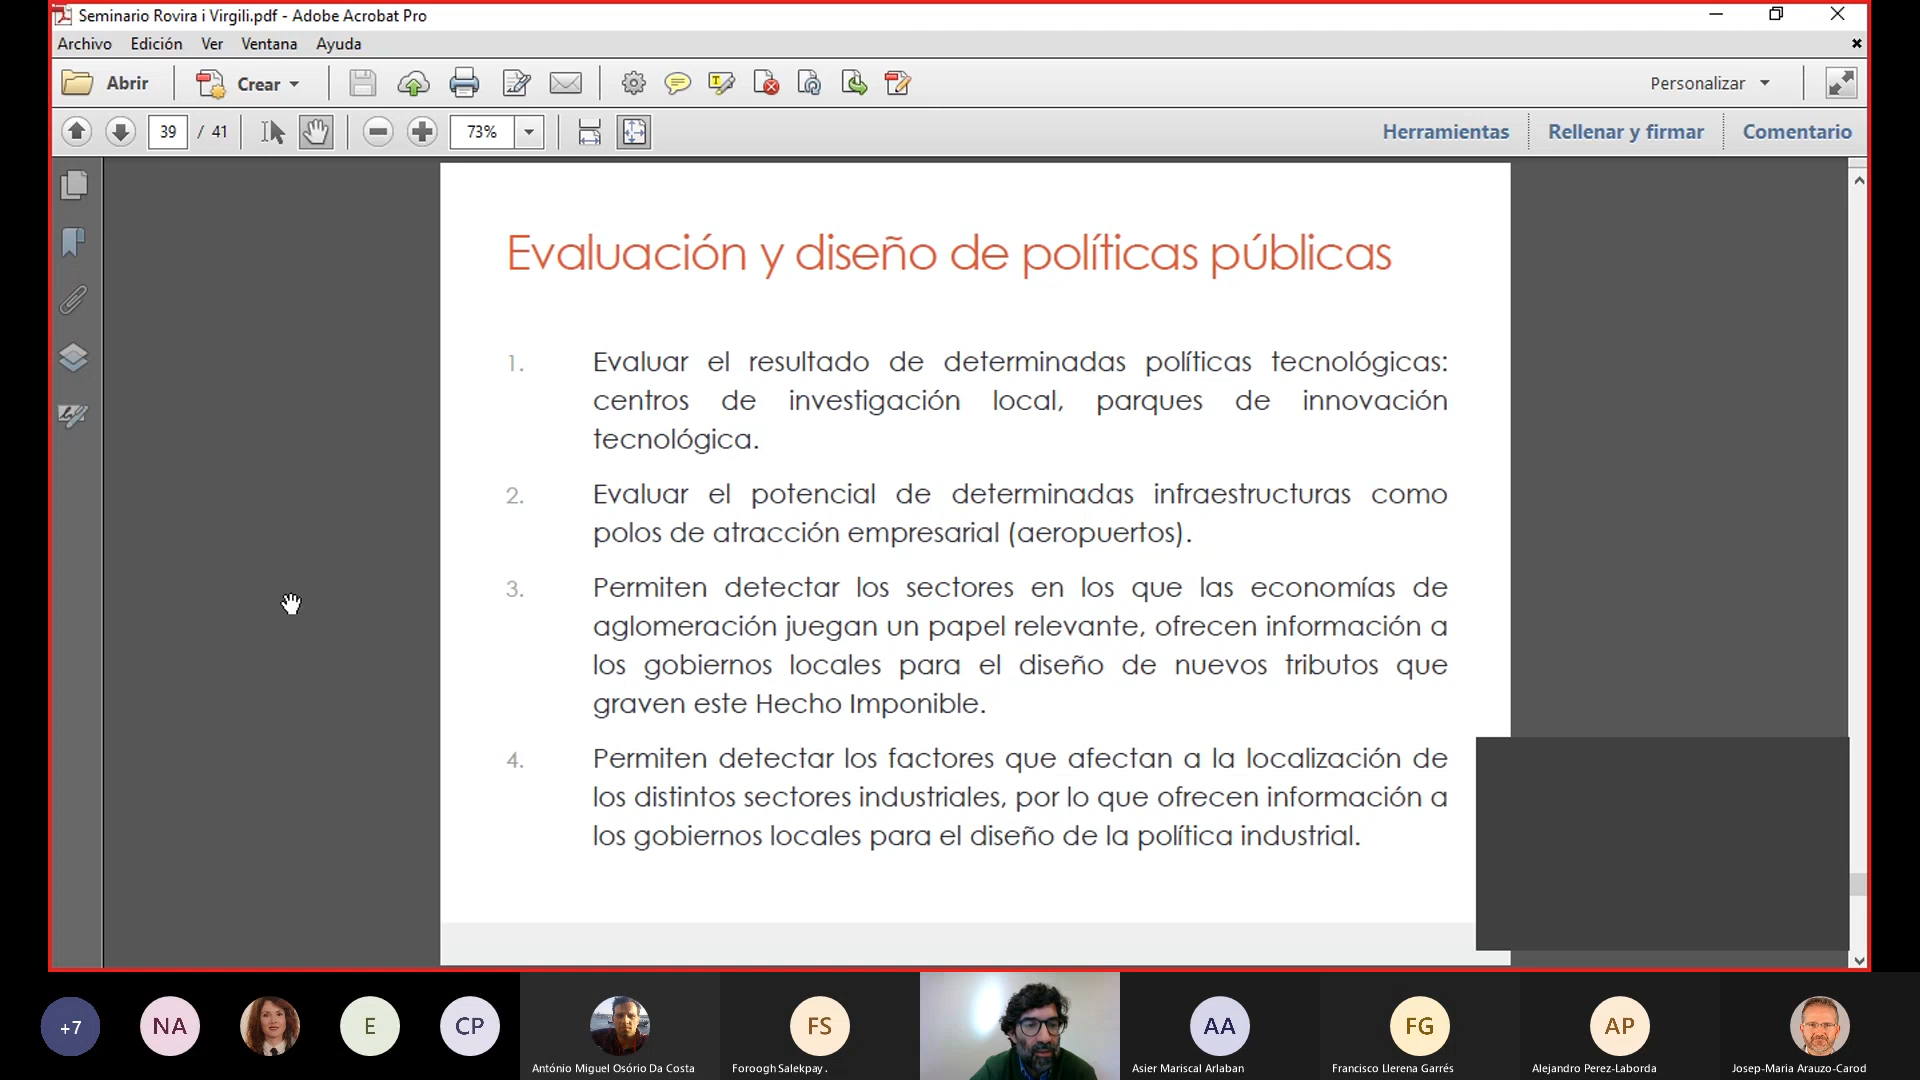 Seminario Rovira i Virgili.pdf - Adobe Acrobat Pro
Archivo Edición Ver Ventana Ayuda
Abrir Crear Personalizar
39 / 41 73% Herramientas Rellenar y firmar Comentario
Evaluación y diseño de políticas públicas
1. Evaluar el resultado de determinadas políticas tecnológicas:
centros de investigación local, parques de innovación
tecnológica.
2. Evaluar el potencial de determinadas infraestructuras como
polos de atracción empresarial (aeropuertos).
3. Permiten detectar los sectores en los que las economías de
aglomeración juegan un papel relevante, ofrecen información a
los gobiernos locales para el diseño de nuevos tributos que
graven este Hecho Imponible.
4. Permiten detectar los factores que afectan a la localización de
los distintos sectores industriales, por lo que ofrecen información a
los gobiernos locales para el diseño de la política industrial.
+7 NA E CP FS AA FG AP
António Miguel Osório Da Costa Foroogh Salekpay . Asier Mariscal Arlaban Francisco Llerena Garrés Alejandro Perez-Laborda Josep-Maria Arauzo-Carod